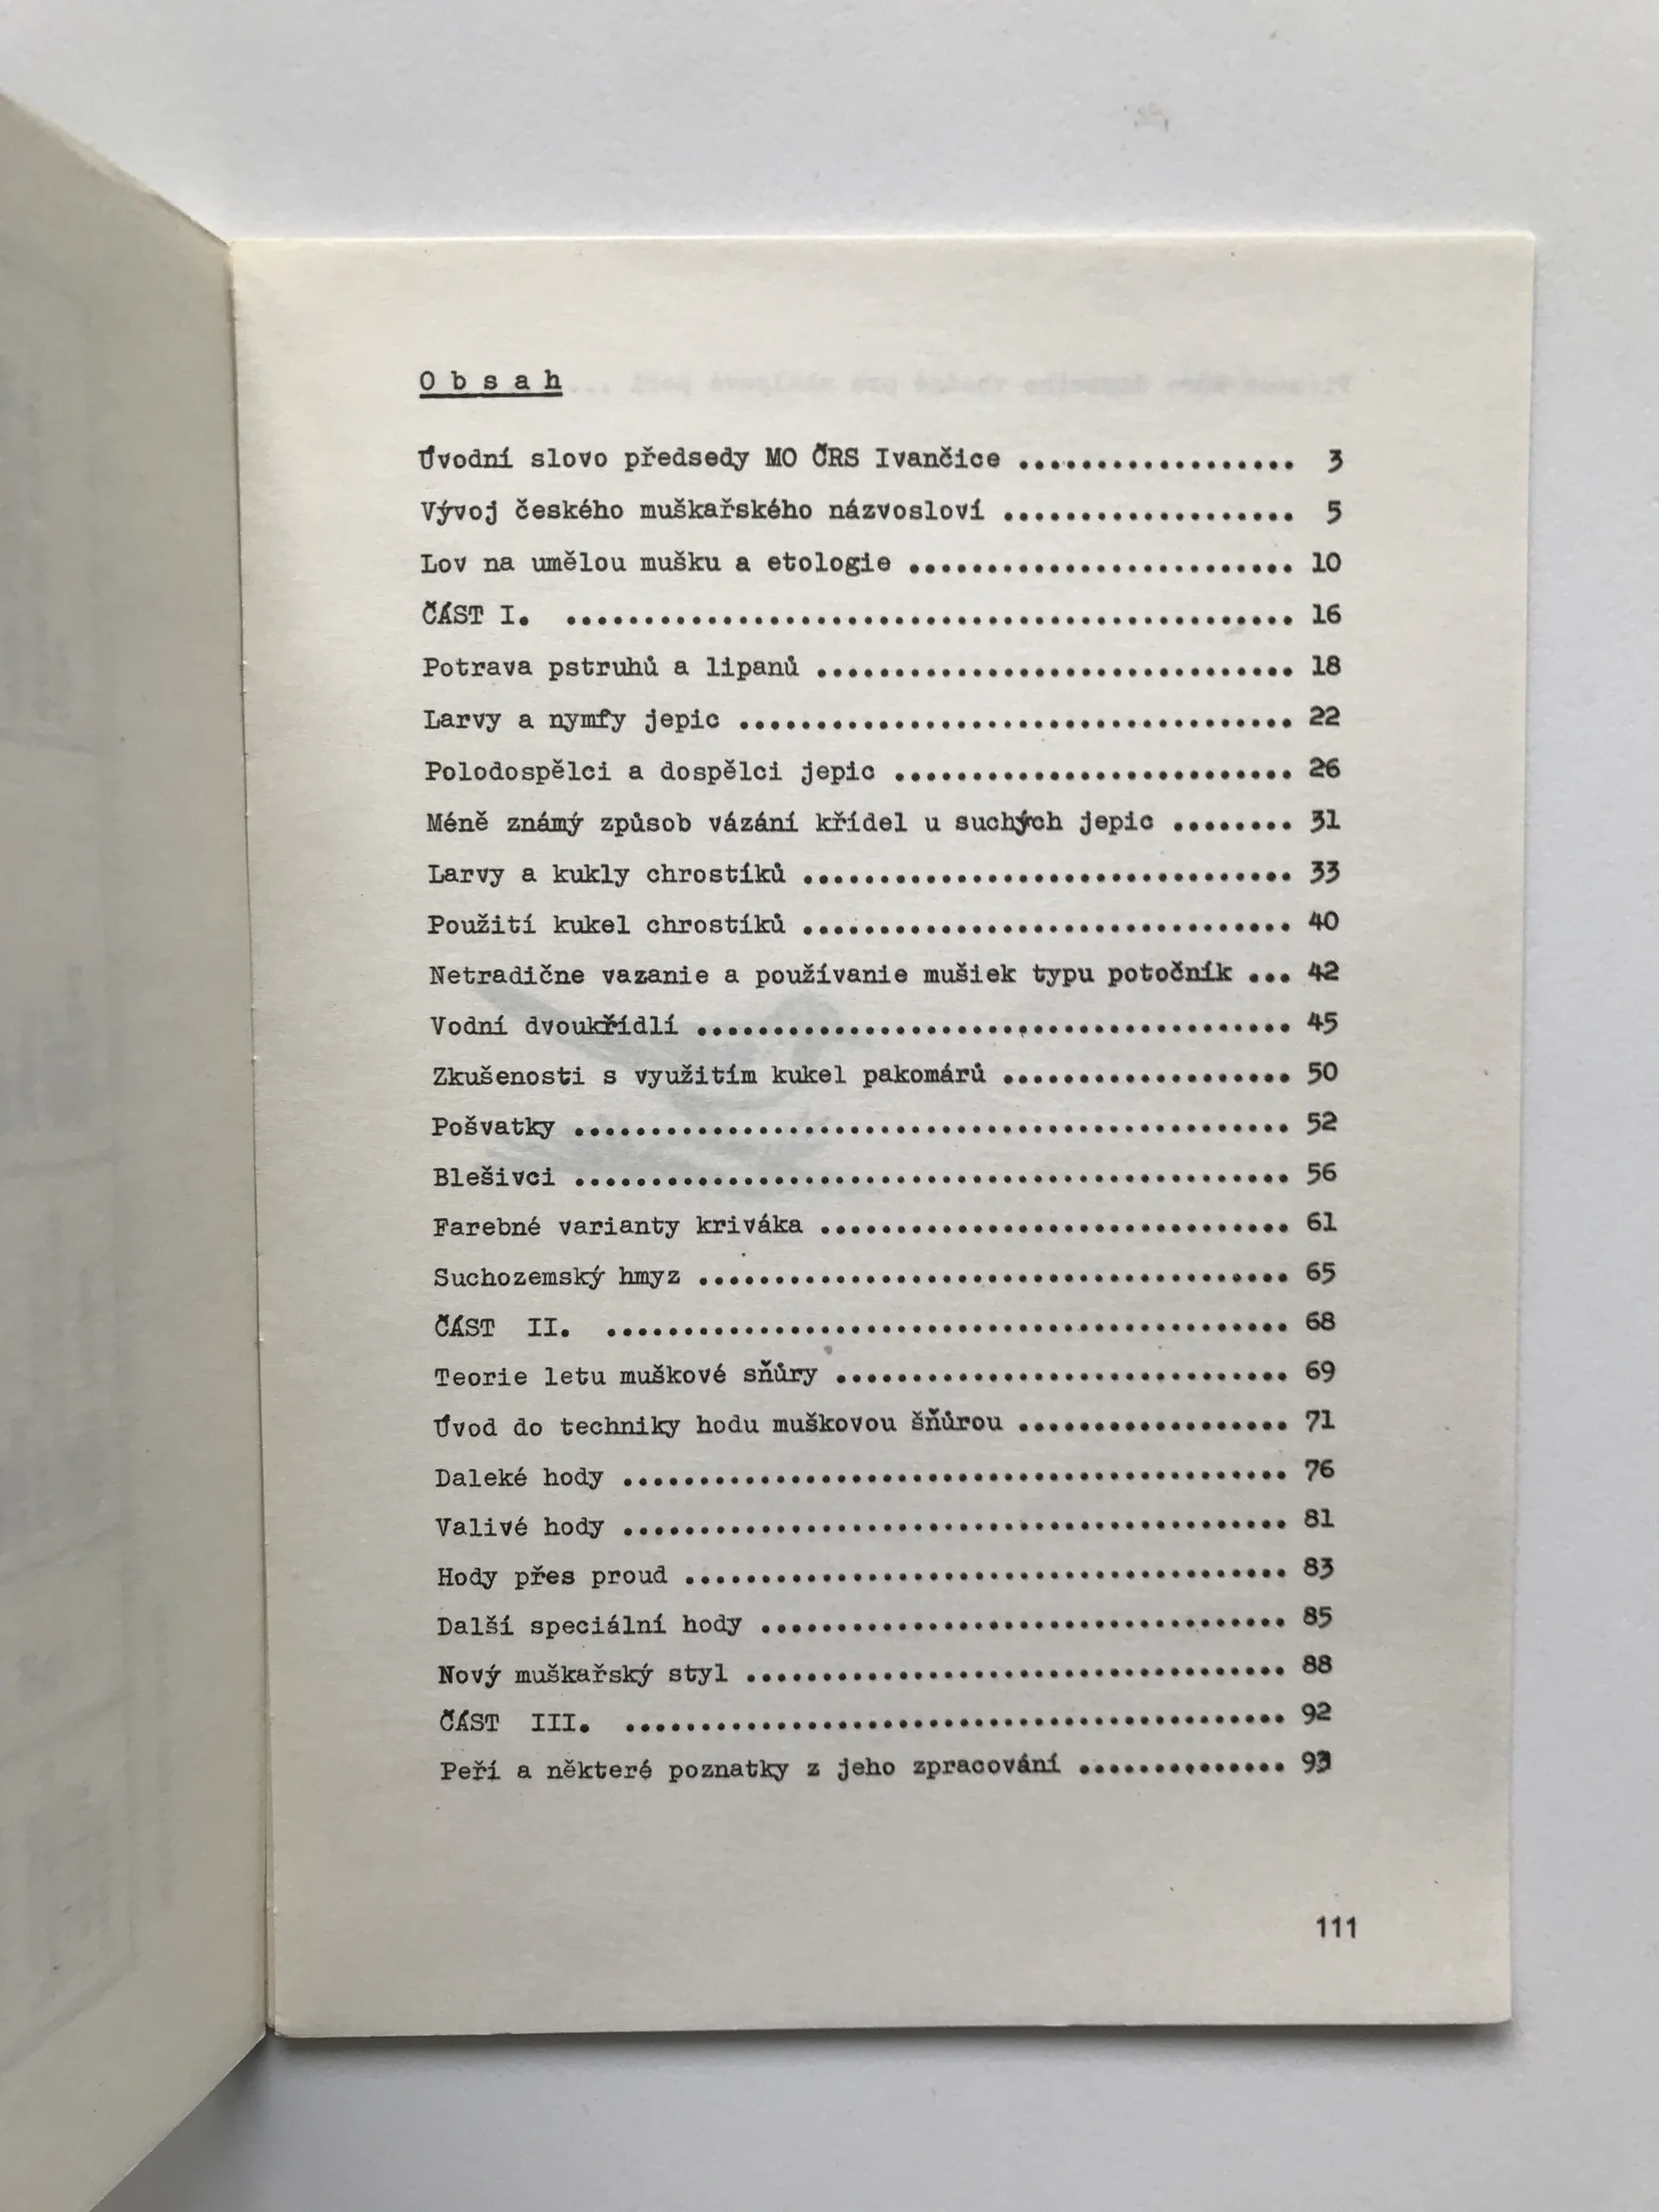 Obsah
Úvodní slovo předsedy MO ČRS Ivančice .................. 3
Vývoj českého muškařského názvosloví ................... 5
Lov na umělou mušku a etologie ......................... 10
ČÁST I. ............................................... 16
Potrava pstruhů a lipanů ............................... 18
Larvy a nymfy jepic .................................... 22
Polodospělci a dospělci jepic .......................... 26
Méně známý způsob vázání křídel u suchých jepic ........ 31
Larvy a kukly chrostíků ................................ 33
Použití kukel chrostíků ................................ 40
Netradične vazanie a používanie mušiek typu potočník ... 42
Vodní dvoukřídlí ....................................... 45
Zkušenosti s využitím kukel pakomárů ................... 50
Pošvatky ............................................... 52
Blešivci ............................................... 56
Farebné varianty kriváka ............................... 61
Suchozemský hmyz ....................................... 65
ČÁST II. ............................................. 68
Teorie letu muškové sňůry .............................. 69
Úvod do techniky hodu muškovou šňůrou .................. 71
Daleké hody ............................................ 76
Valivé hody ............................................ 81
Hody přes proud ........................................ 83
Další speciální hody ................................... 85
Nový muškařský styl .................................... 88
ČÁST III. ............................................ 92
Peří a některé poznatky z jeho zpracování .............. 93
111